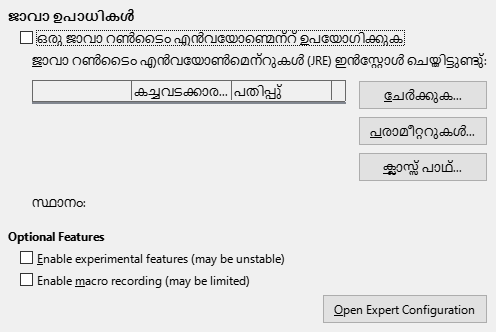 ജാവാ ഉപാധികള്‍
ഒരു ജാവാ റണ്‍ടൈം എന്‍വയോണ്മെന്‍റ് ഉപയോഗിക്കുക
ജാവാ റണ്‍ടൈം എന്‍വയോണ്‍മെന്‍റുകള്‍ (JRE) ഇന്‍സ്റ്റോള്‍ ചെയ്തിട്ടുണ്ടു്:
കച്ചവടക്കാര... പതിപ്പു്
ചേര്‍ക്കുക...
പരാമീറ്ററുകള്‍...
ക്ലാസ്സ് പാഥ്...
സ്ഥാനം:
Optional Features
Enable experimental features (may be unstable)
Enable macro recording (may be limited)
Open Expert Configuration